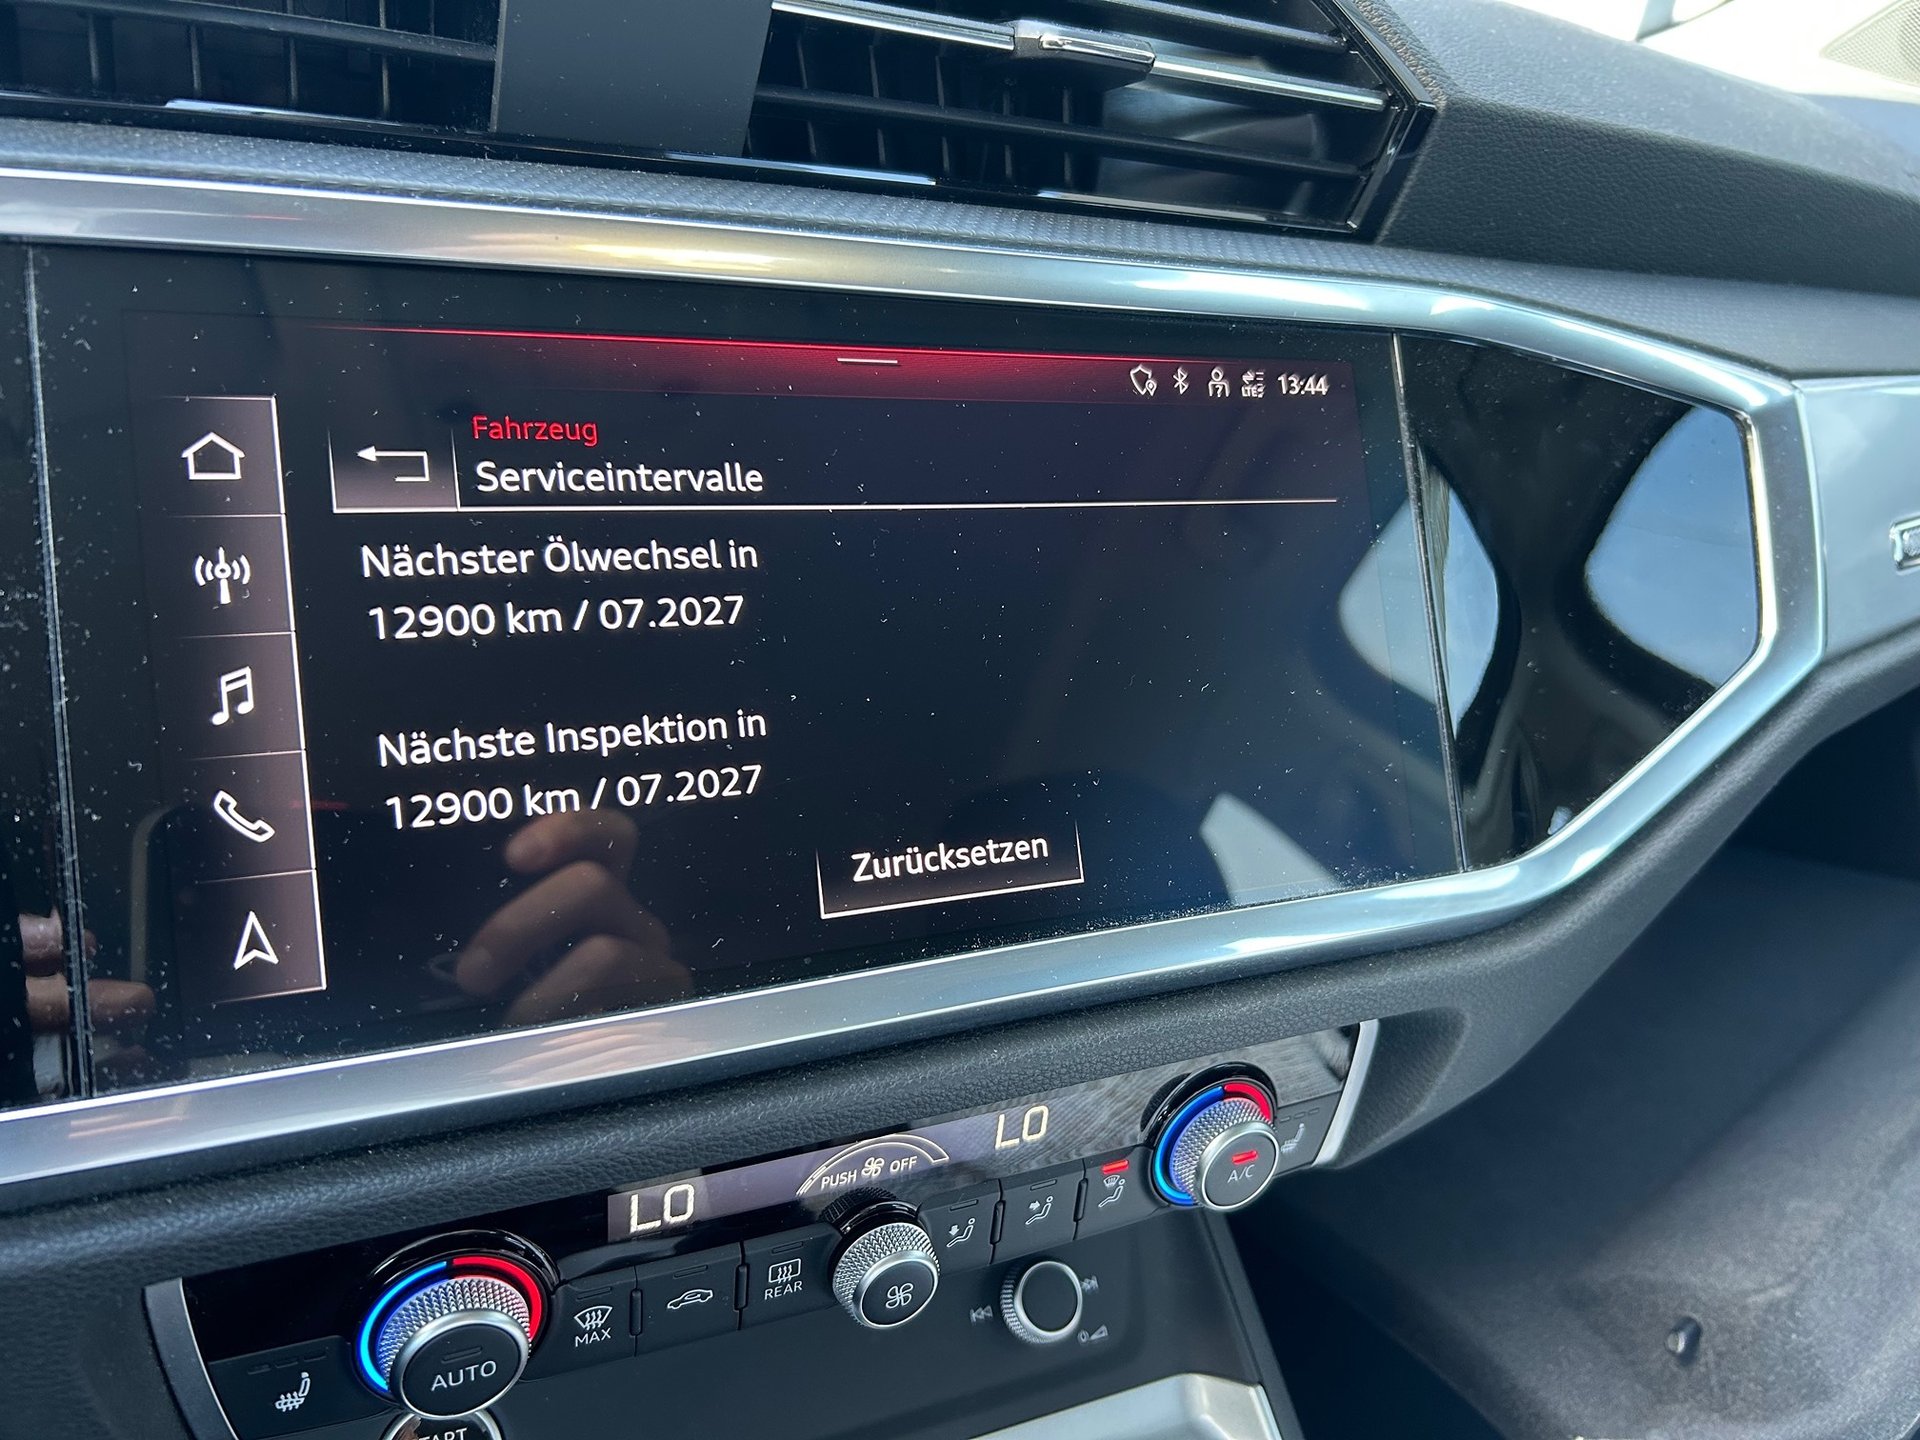 13:44
Fahrzeug
Serviceintervalle
Nächster Ölwechsel in
12900 km / 07.2027
Nächste Inspektion in
12900 km / 07.2027
Zurücksetzen
LO
PUSH OFF
LO
A/C
REAR
MAX
AUTO
START